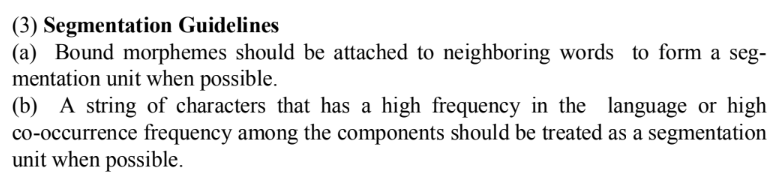 (3) Segmentation Guidelines
(a) Bound morphemes should be attached to neighboring words to form a seg-
mentation unit when possible.
(b) A string of characters that has a high frequency in the language or high
co-occurrence frequency among the components should be treated as a segmentation
unit when possible.